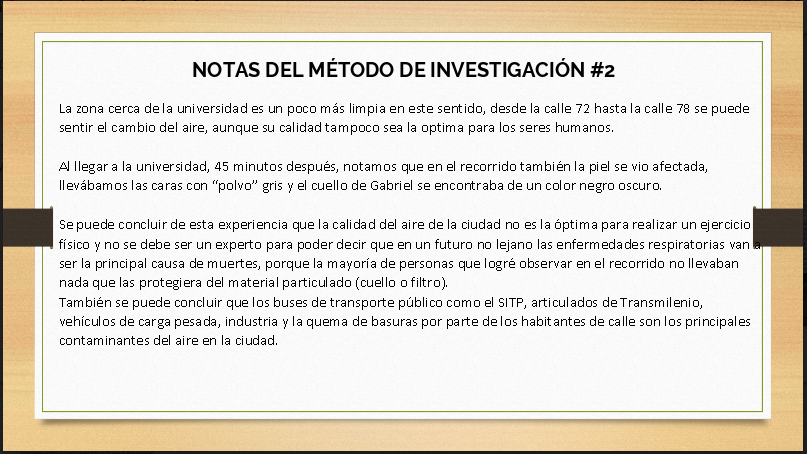 NOTAS DEL MÉTODO DE INVESTIGACIÓN #2
La zona cerca de la universidad es un poco más limpia en este sentido, desde la calle 72 hasta la calle 78 se puede
sentir el cambio del aire, aunque su calidad tampoco sea la optima para los seres humanos.
Al llegar a la universidad, 45 minutos después, notamos que en el recorrido también la piel se vio afectada,
llevábamos las caras con “polvo” gris y el cuello de Gabriel se encontraba de un color negro oscuro.
Se puede concluir de esta experiencia que la calidad del aire de la ciudad no es la óptima para realizar un ejercicio
físico y no se debe ser un experto para poder decir que en un futuro no lejano las enfermedades respiratorias van a
ser la principal causa de muertes, porque la mayoría de personas que logré observar en el recorrido no llevaban
nada que las protegiera del material particulado (cuello o filtro).
También se puede concluir que los buses de transporte público como el SITP, articulados de Transmilenio,
vehículos de carga pesada, industria y la quema de basuras por parte de los habitantes de calle son los principales
contaminantes del aire en la ciudad.